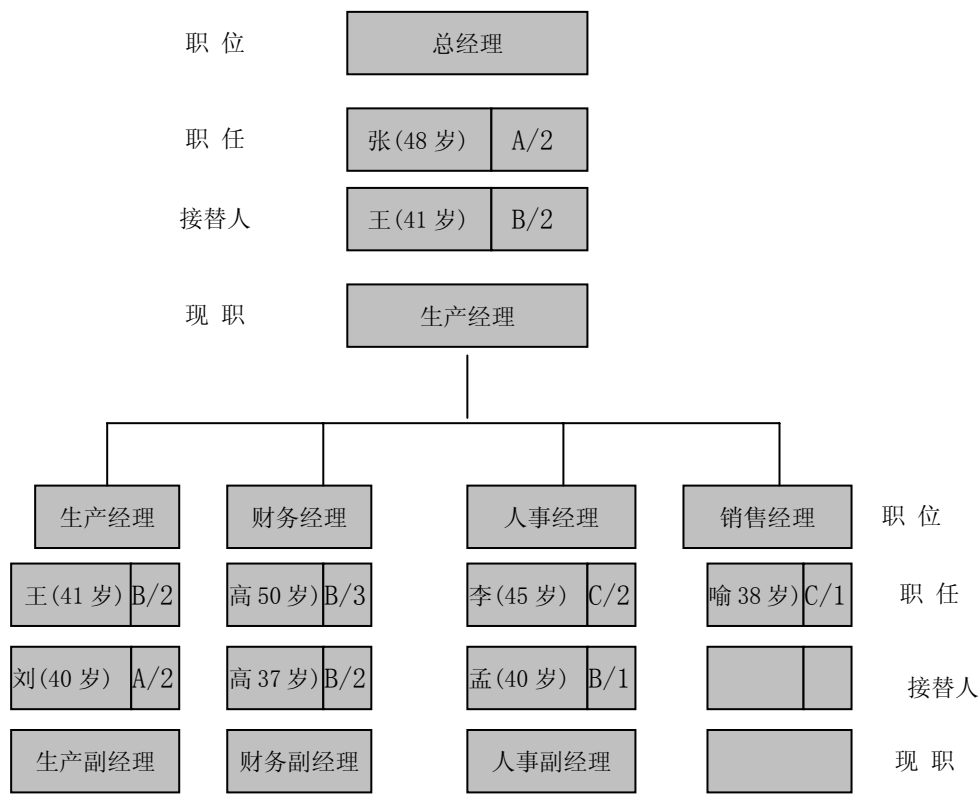 职 位 总经理
职 任 张(48 岁) A/2
接替人 王(41 岁) B/2
现 职 生产经理
生产经理 财务经理 人事经理 销售经理 职 位
王(41 岁) B/2 高 50 岁) B/3 李(45 岁) C/2 喻 38 岁) C/1 职 任
刘(40 岁) A/2 高 37 岁) B/2 孟(40 岁) B/1 接替人
生产副经理 财务副经理 人事副经理 现 职